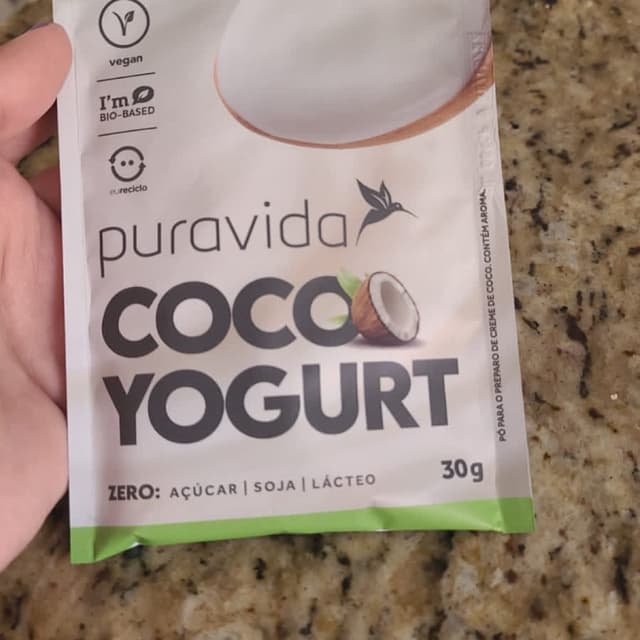 vegan
I'm
BIO-BASED
eureciclo
puravida
COCO
YOGURT
ZERO: AÇÚCAR | SOJA | LÁCTEO
30g
PÓ PARA O PREPARO DE CREME DE COCO. CONTÉM AROMA.